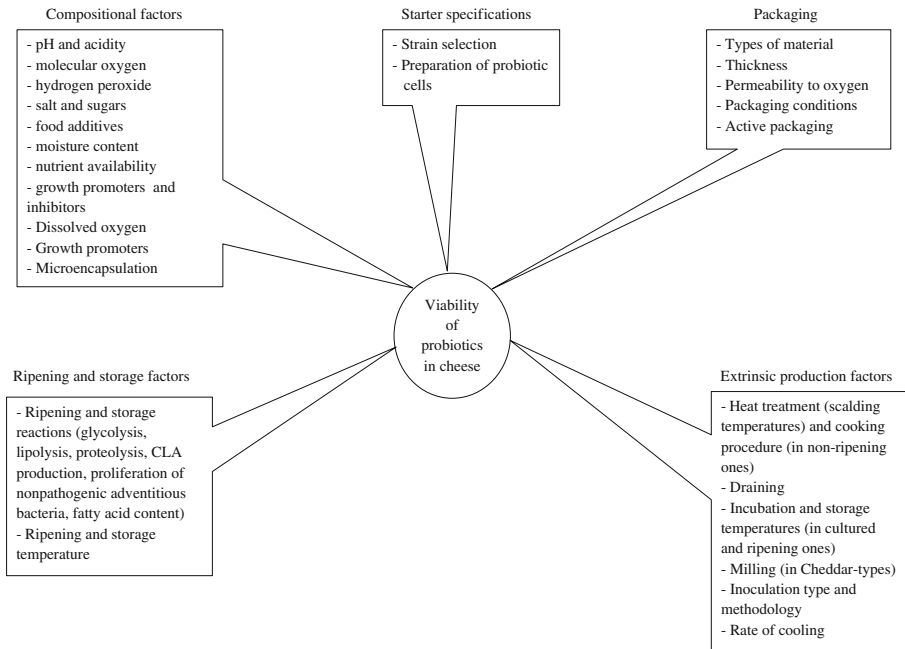 Compositional factors
- pH and acidity
- molecular oxygen
- hydrogen peroxide
- salt and sugars
- food additives
- moisture content
- nutrient availability
- growth promoters and
inhibitors
- Dissolved oxygen
- Growth promoters
- Microencapsulation
Starter specifications
- Strain selection
- Preparation of probiotic
cells
Packaging
- Types of material
- Thickness
- Permeability to oxygen
- Packaging conditions
- Active packaging
Viability
of
probiotics
in cheese
Ripening and storage factors
- Ripening and storage
reactions (glycolysis,
lipolysis, proteolysis, CLA
production, proliferation of
nonpathogenic adventitious
bacteria, fatty acid content)
- Ripening and storage
temperature
Extrinsic production factors
- Heat treatment (scalding
temperatures) and cooking
procedure (in non-ripening
ones)
- Draining
- Incubation and storage
temperatures (in cultured
and ripening ones)
- Milling (in Cheddar-types)
- Inoculation type and
methodology
- Rate of cooling